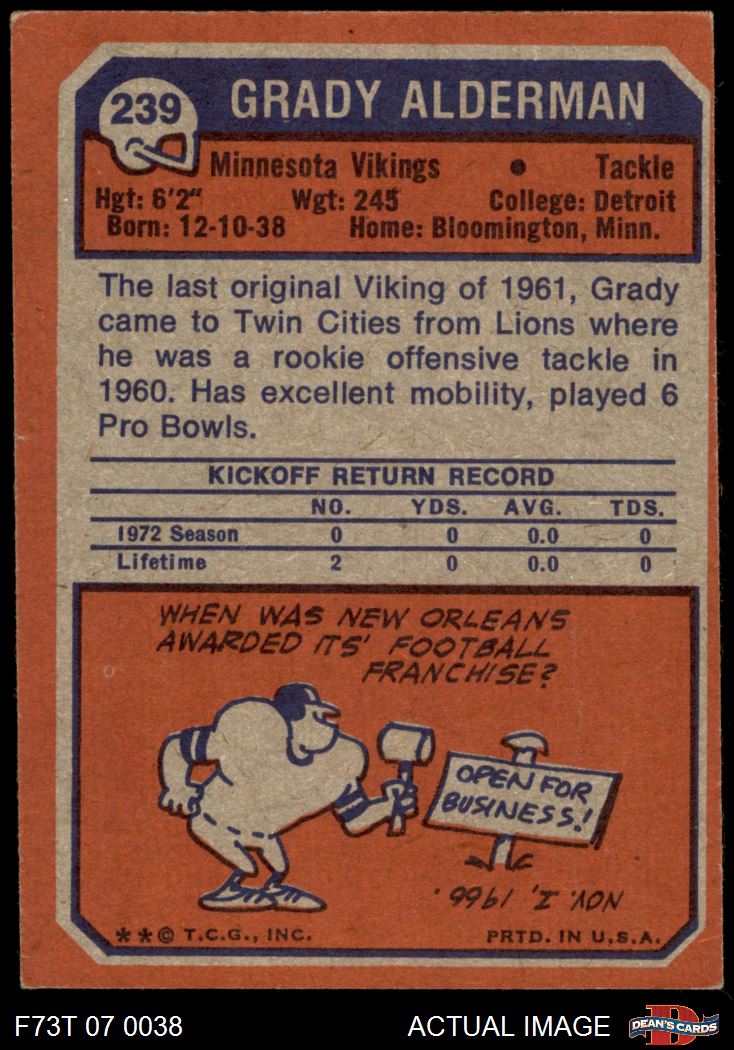 239
GRADY ALDERMAN
Minnesota Vikings • Tackle
Hgt: 6'2" Wgt: 245 College: Detroit
Born: 12-10-38 Home: Bloomington, Minn.
The last original Viking of 1961, Grady
came to Twin Cities from Lions where
he was a rookie offensive tackle in
1960. Has excellent mobility, played 6
Pro Bowls.
KICKOFF RETURN RECORD
NO. YDS. AVG. TDS.
1972 Season 0 0 0.0 0
Lifetime 2 0 0.0 0
WHEN WAS NEW ORLEANS
AWARDED ITS' FOOTBALL
FRANCHISE?
OPEN FOR
BUSINESS!
NOV. 1, 1966.
**© T.C.G., INC. PRTD. IN U.S.A.
F73T 07 0038 ACTUAL IMAGE
DEAN'S CARDS